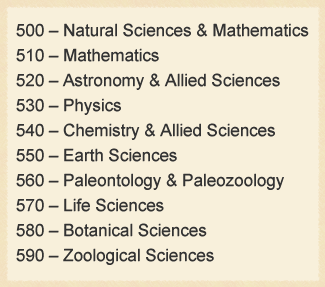 500 – Natural Sciences & Mathematics
510 – Mathematics
520 – Astronomy & Allied Sciences
530 – Physics
540 – Chemistry & Allied Sciences
550 – Earth Sciences
560 – Paleontology & Paleozoology
570 – Life Sciences
580 – Botanical Sciences
590 – Zoological Sciences